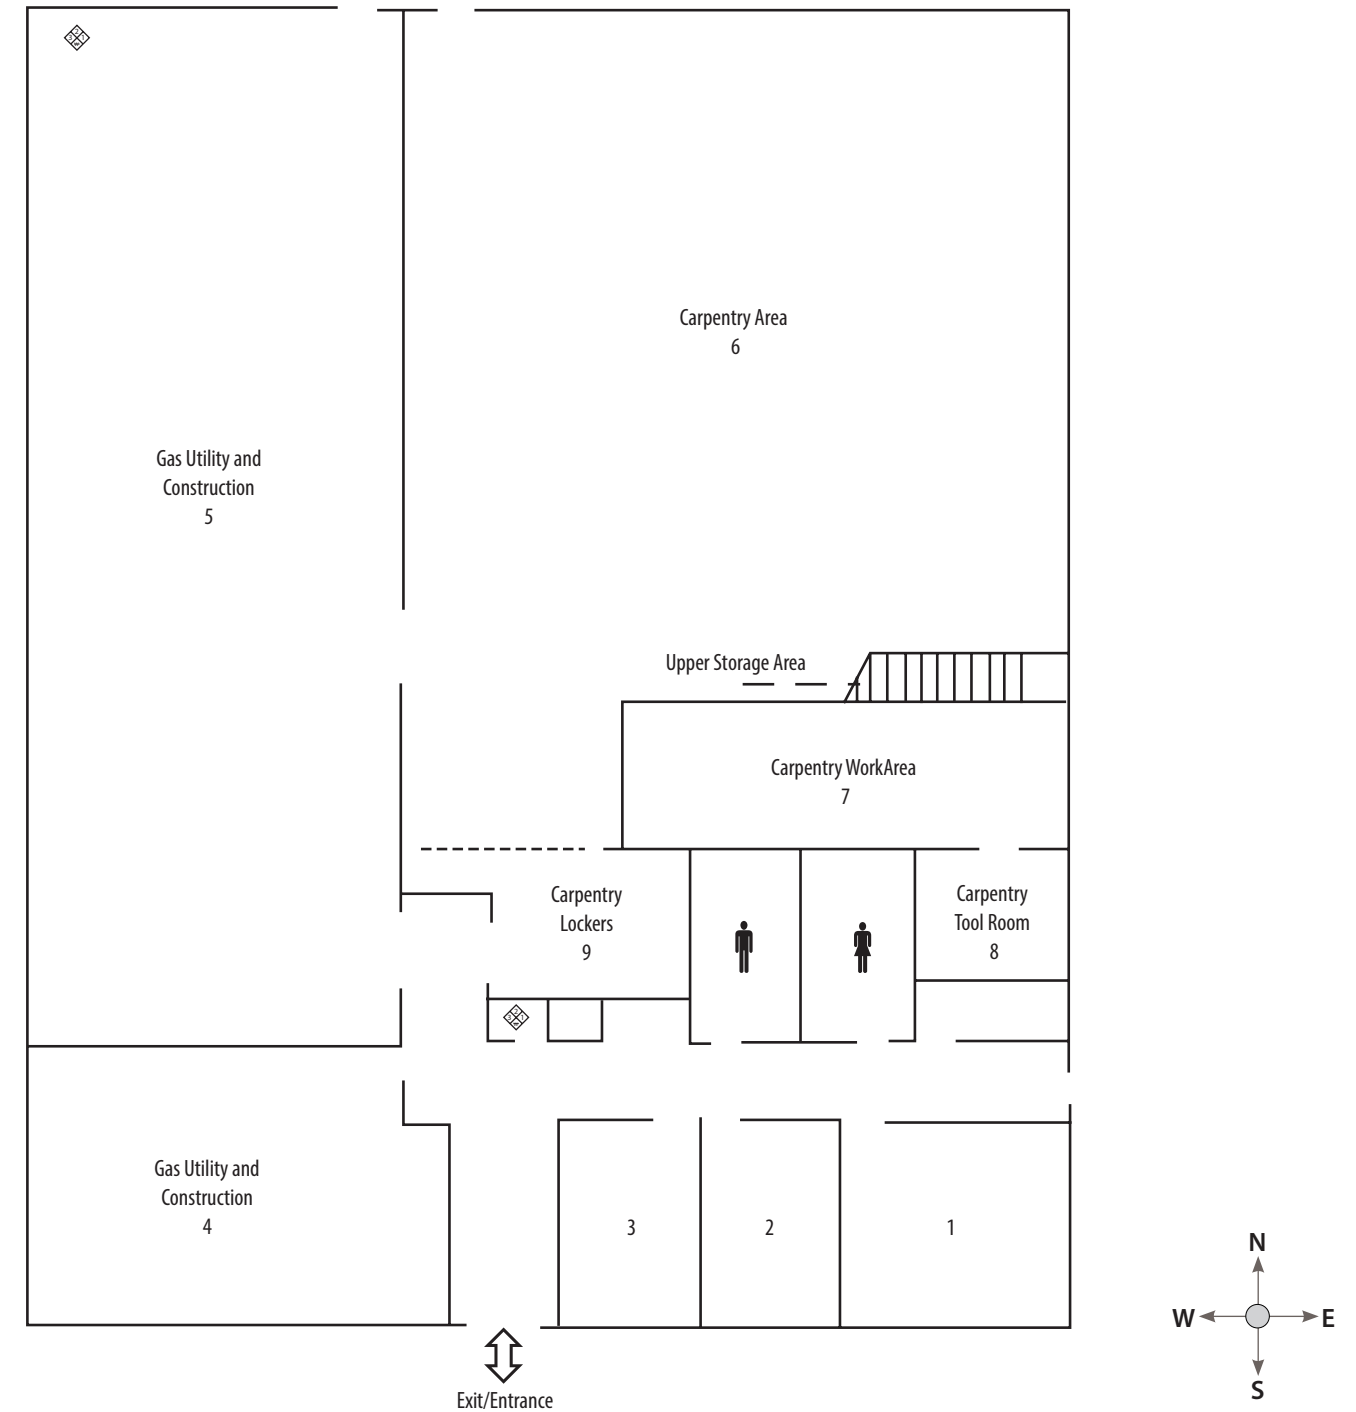 Carpentry Area
6
Gas Utility and
Construction
5
Upper Storage Area
Carpentry WorkArea
7
Carpentry
Lockers
9
Carpentry
Tool Room
8
Gas Utility and
Construction
4
3
2
1
N
W
E
S
Exit/Entrance